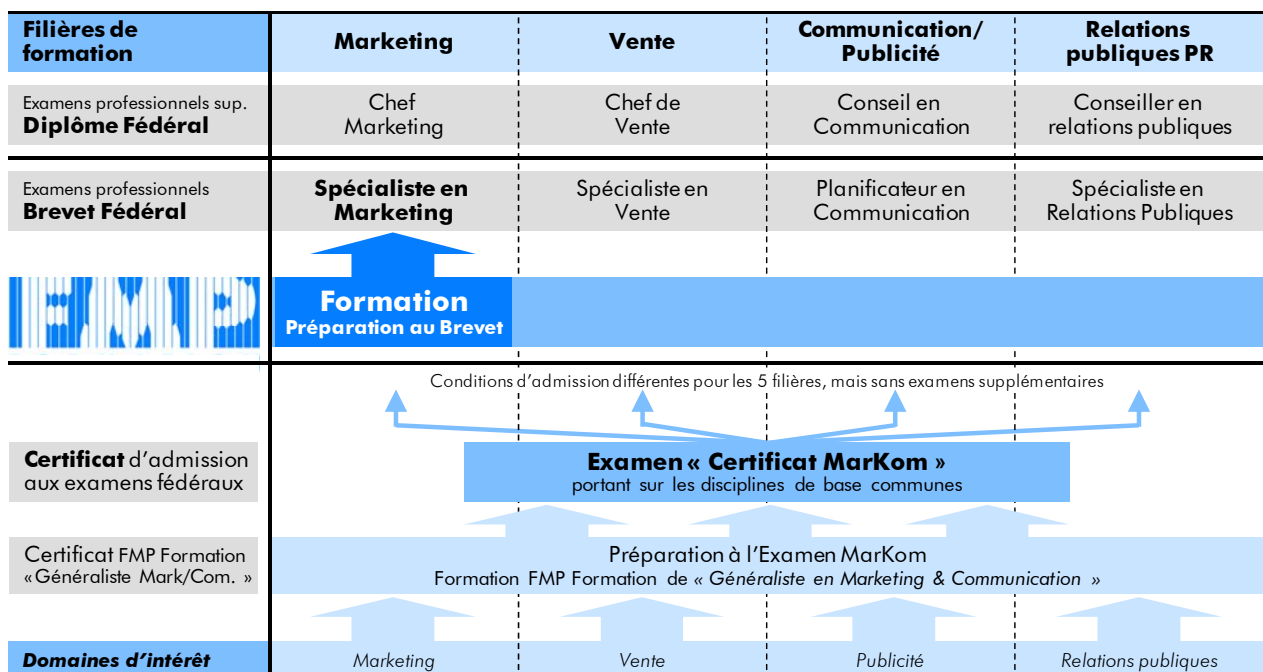 Filières de
formation
Marketing
Vente
Communication/
Publicité
Relations
publiques PR
Examens professionnels sup.
Diplôme Fédéral
Chef
Marketing
Chef de
Vente
Conseil en
Communication
Conseiller en
relations publiques
Examens professionnels
Brevet Fédéral
Spécialiste en
Marketing
Spécialiste en
Vente
Planificateur en
Communication
Spécialiste en
Relations Publiques
Formation
Préparation au Brevet
Conditions d'admission différentes pour les 5 filières, mais sans examens supplémentaires
Certificat d'admission
aux examens fédéraux
Examen « Certificat MarKom »
portant sur les disciplines de base communes
Certificat FMP Formation
«Généraliste Mark/Com. »
Préparation à l'Examen MarKom
Formation FMP Formation de « Généraliste en Marketing & Communication »
Domaines d'intérêt
Marketing
Vente
Publicité
Relations publiques